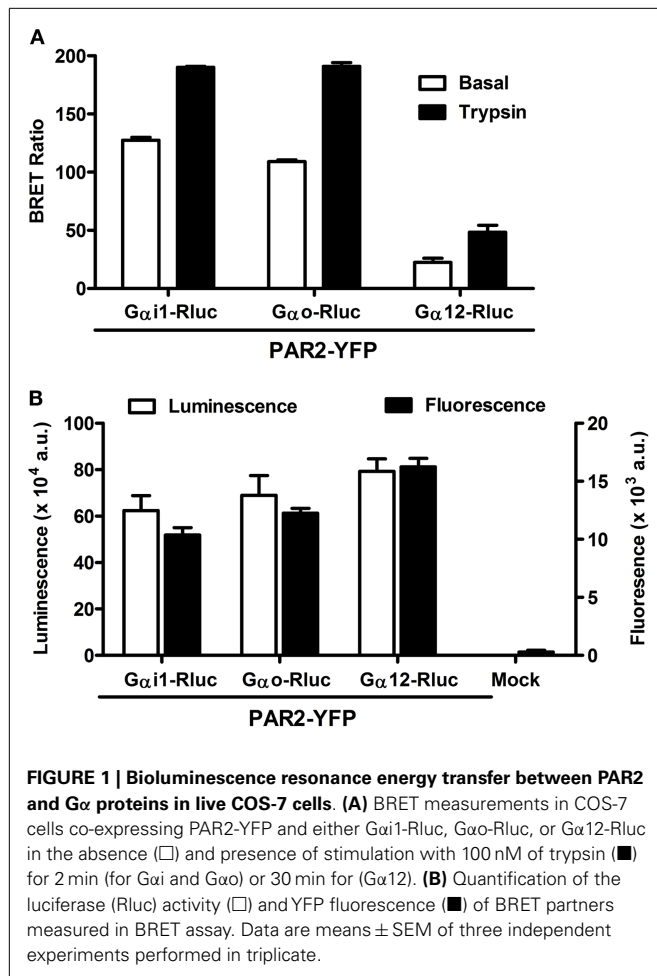 A
200
150
100
50
0
BRET Ratio
Basal
Trypsin
Gαi1-Rluc Gαo-Rluc Gα12-Rluc
PAR2-YFP
B
Luminescence Fluorescence
100
80
60
40
20
0
Luminescence (x 10⁴ a.u.)
20
15
10
5
0
Fluoresence (x 10³ a.u.)
Gαi1-Rluc Gαo-Rluc Gα12-Rluc Mock
PAR2-YFP
FIGURE 1 | Bioluminescence resonance energy transfer between PAR2
and Gα proteins in live COS-7 cells. (A) BRET measurements in COS-7
cells co-expressing PAR2-YFP and either Gαi1-Rluc, Gαo-Rluc, or Gα12-Rluc
in the absence (□) and presence of stimulation with 100 nM of trypsin (■)
for 2 min (for Gαi and Gαo) or 30 min for (Gα12). (B) Quantification of the
luciferase (Rluc) activity (□) and YFP fluorescence (■) of BRET partners
measured in BRET assay. Data are means ± SEM of three independent
experiments performed in triplicate.